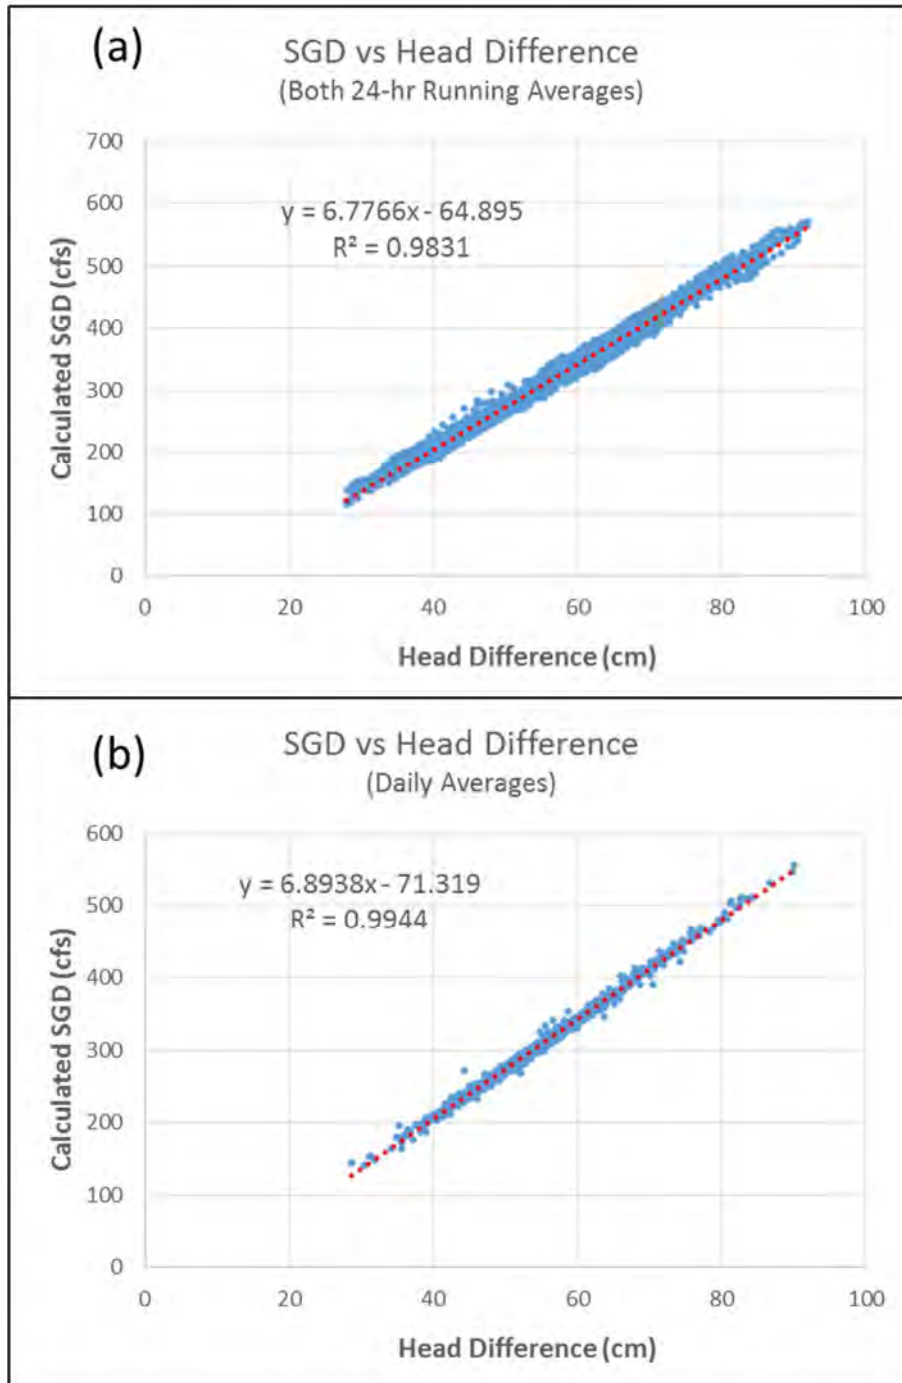 (a)
SGD vs Head Difference
(Both 24-hr Running Averages)
700
600
y = 6.7766x - 64.895
R² = 0.9831
500
400
300
200
100
0
0 20 40 60 80 100
Calculated SGD (cfs)
Head Difference (cm)
(b)
SGD vs Head Difference
(Daily Averages)
600
y = 6.8938x - 71.319
R² = 0.9944
500
400
300
200
100
0
0 20 40 60 80 100
Calculated SGD (cfs)
Head Difference (cm)